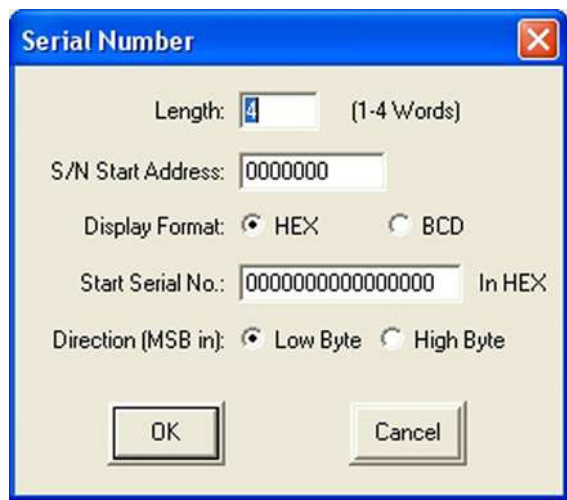 Serial Number
Length: 4 (1-4 Words)
S/N Start Address: 0000000
Display Format: HEX BCD
Start Serial No.: 0000000000000000 In HEX
Direction (MSB in): Low Byte High Byte
OK Cancel